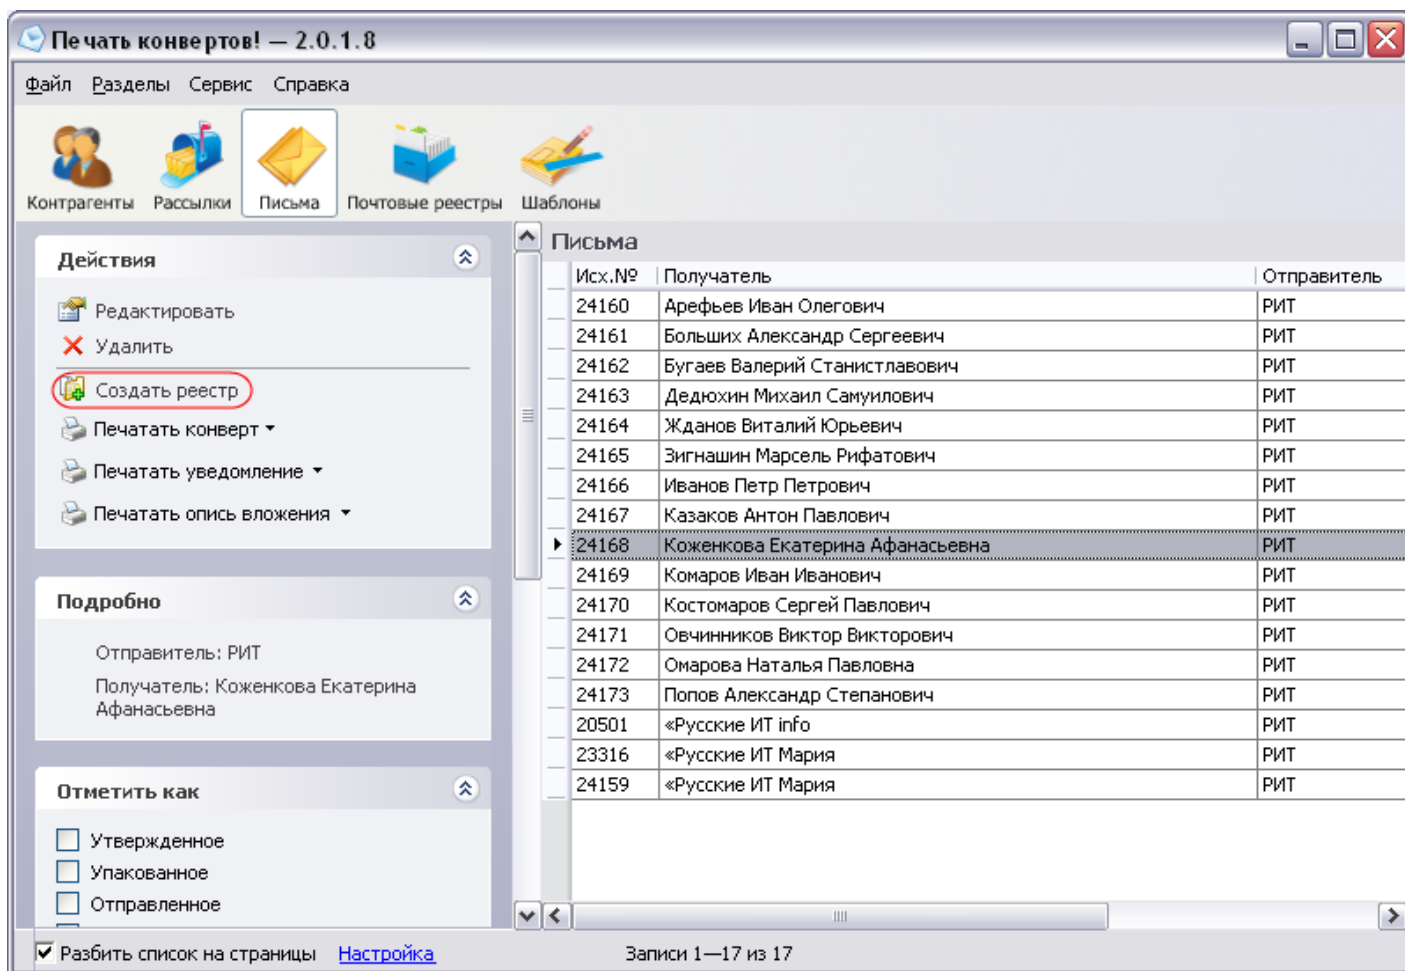 Печать конвертов! — 2.0.1.8
Файл Разделы Сервис Справка
Контрагенты Рассылки Письма Почтовые реестры Шаблоны
Действия
Редактировать
Удалить
Создать реестр
Печатать конверт
Печатать уведомление
Печатать опись вложения
Подробно
Отправитель: РИТ
Получатель: Коженкова Екатерина
Афанасьевна
Отметить как
Утвержденное
Упакованное
Отправленное
Письма
Исх.№ Получатель Отправитель
24160 Арефьев Иван Олегович РИТ
24161 Больших Александр Сергеевич РИТ
24162 Бугаев Валерий Станистлавович РИТ
24163 Дедюхин Михаил Самуилович РИТ
24164 Жданов Виталий Юрьевич РИТ
24165 Зигнашин Марсель Рифатович РИТ
24166 Иванов Петр Петрович РИТ
24167 Казаков Антон Павлович РИТ
24168 Коженкова Екатерина Афанасьевна РИТ
24169 Комаров Иван Иванович РИТ
24170 Костомаров Сергей Павлович РИТ
24171 Овчинников Виктор Викторович РИТ
24172 Омарова Наталья Павловна РИТ
24173 Попов Александр Степанович РИТ
20501 «Русские ИТ info РИТ
23316 «Русские ИТ Мария РИТ
24159 «Русские ИТ Мария РИТ
Разбить список на страницы Настройка Записи 1—17 из 17